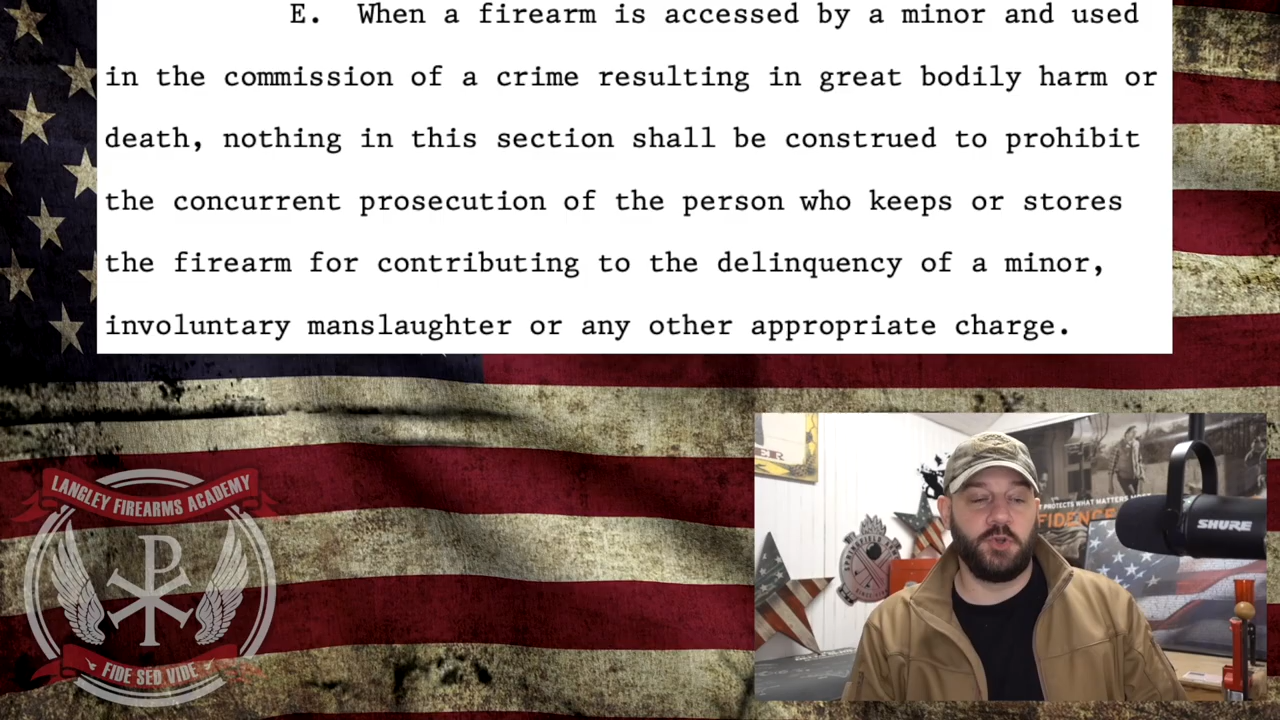 E. When a firearm is accessed by a minor and used
in the commission of a crime resulting in great bodily harm or
death, nothing in this section shall be construed to prohibit
the concurrent prosecution of the person who keeps or stores
the firearm for contributing to the delinquency of a minor,
involuntary manslaughter or any other appropriate charge.
LANGLEY FIREARMS ACADEMY
FIDE SED VIDE
PROTECTS WHAT MATTERS
SHURE